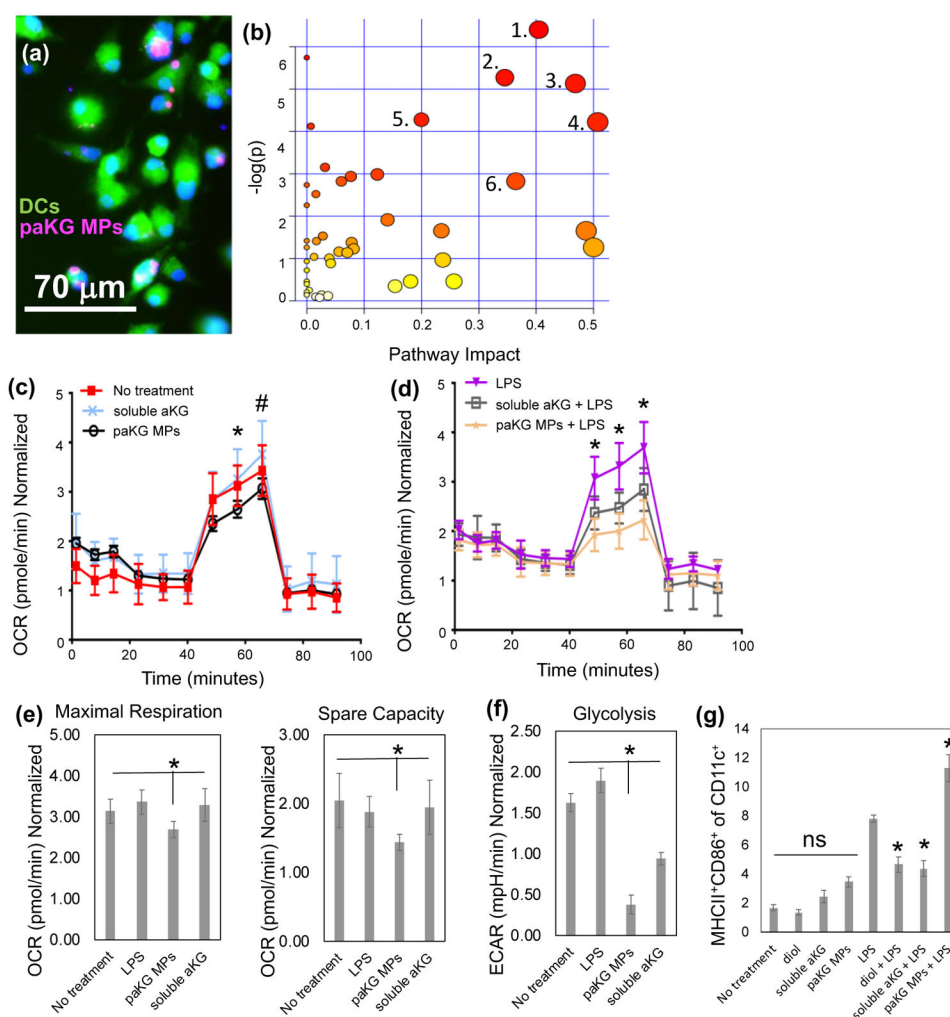 (a)
DCs
paKG MPs
70 μm
(b)
-log(p)
6
5
4
3
2
1
0
1.
2.
3.
4.
5.
6.
0.0 0.1 0.2 0.3 0.4 0.5
Pathway Impact
(c)
No treatment
soluble aKG
paKG MPs
* #
OCR (pmole/min) Normalized
5
4
3
2
1
0
0 20 40 60 80 100
Time (minutes)
(d)
LPS
soluble aKG + LPS
paKG MPs + LPS
* * *
OCR (pmole/min) Normalized
5
4
3
2
1
0
0 20 40 60 80 100
Time (minutes)
(e)
Maximal Respiration
OCR (pmol/min) Normalized
5.00
4.00
3.00
2.00
1.00
0.00
*
No treatment
LPS
paKG MPs
soluble aKG
Spare Capacity
OCR (pmol/min) Normalized
3.00
2.00
1.00
0.00
*
No treatment
LPS
paKG MPs
soluble aKG
(f)
Glycolysis
ECAR (mpH/min) Normalized
2.00
1.50
1.00
0.50
0.00
*
No treatment
LPS
paKG MPs
soluble aKG
(g)
MHCII⁺CD86⁺ of CD11c⁺
14
12
10
8
6
4
2
0
ns
* * *
No treatment
diol
soluble aKG
paKG MPs
LPS
diol + LPS
soluble aKG + LPS
paKG MPs + LPS